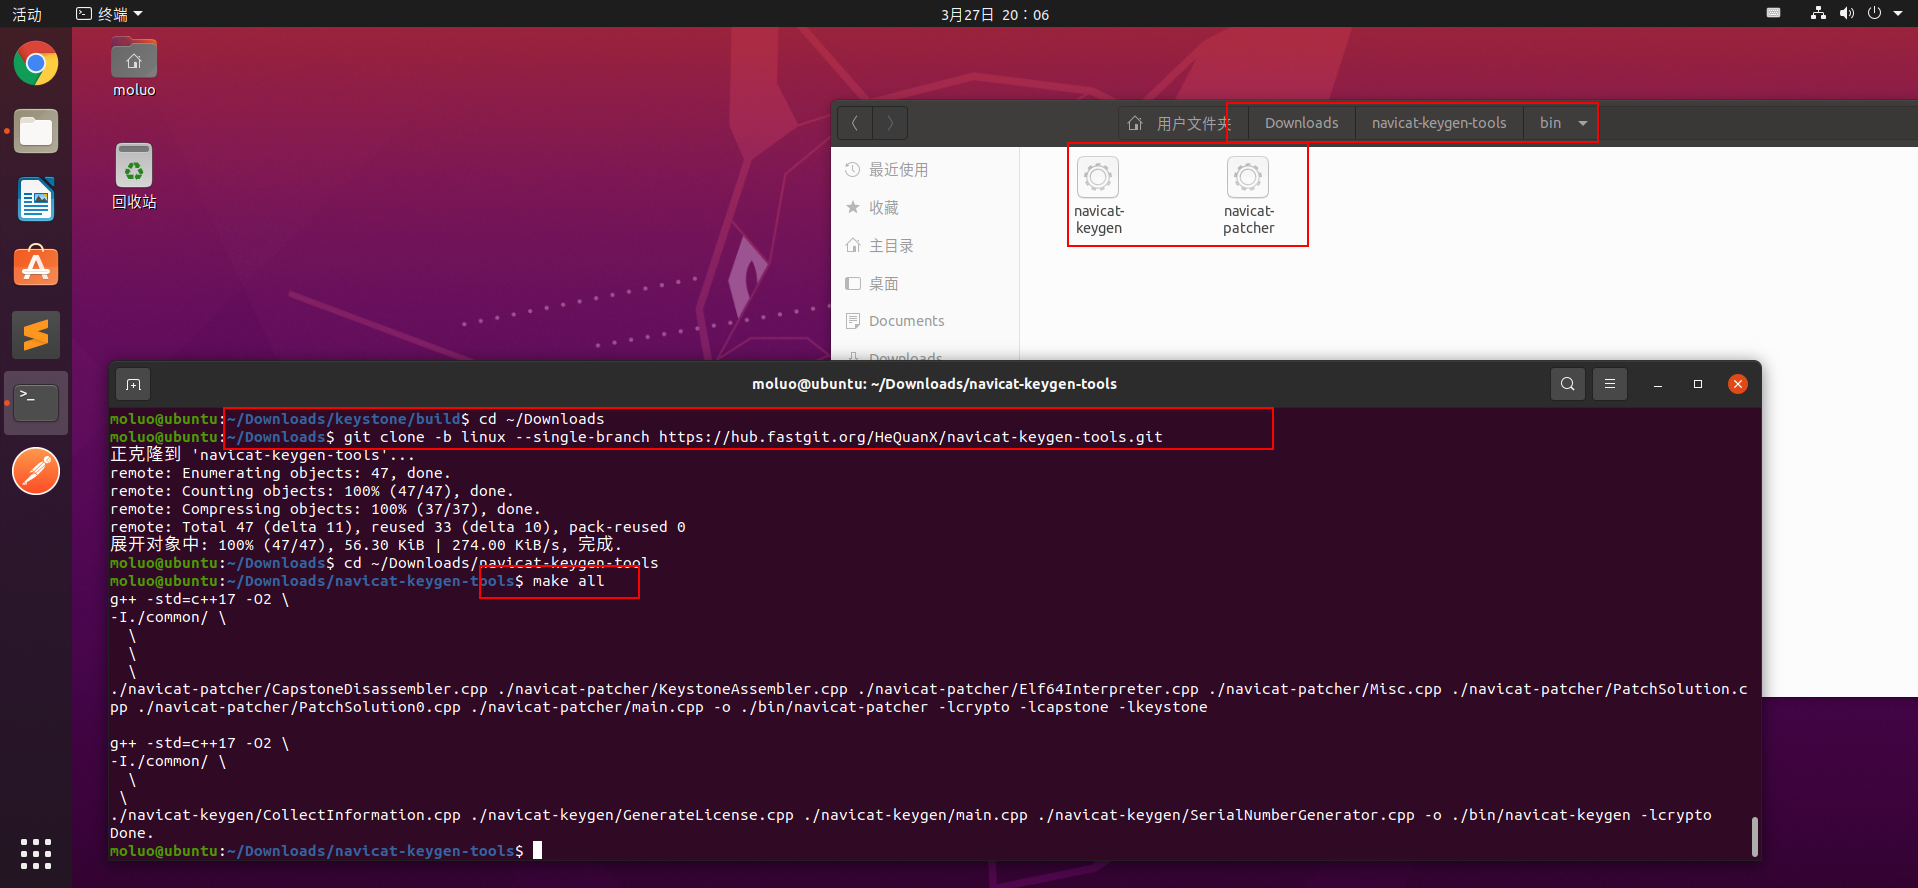 活动
终端
3月27日 20：06
moluo
回收站
用户文件夹
Downloads
navicat-keygen-tools
bin
最近使用
收藏
主目录
桌面
Documents
Downloads
navicat-
keygen
navicat-
patcher
moluo@ubuntu: ~/Downloads/navicat-keygen-tools
moluo@ubuntu:~/Downloads/keystone/build$ cd ~/Downloads
moluo@ubuntu:~/Downloads$ git clone -b linux --single-branch https://hub.fastgit.org/HeQuanX/navicat-keygen-tools.git
正克隆到 'navicat-keygen-tools'...
remote: Enumerating objects: 47, done.
remote: Counting objects: 100% (47/47), done.
remote: Compressing objects: 100% (37/37), done.
remote: Total 47 (delta 11), reused 33 (delta 10), pack-reused 0
展开对象中: 100% (47/47), 56.30 KiB | 274.00 KiB/s, 完成.
moluo@ubuntu:~/Downloads$ cd ~/Downloads/navicat-keygen-tools
moluo@ubuntu:~/Downloads/navicat-keygen-tools$ make all
g++ -std=c++17 -O2 \
-I./common/ \
\
\
\
./navicat-patcher/CapstoneDisassembler.cpp ./navicat-patcher/KeystoneAssembler.cpp ./navicat-patcher/Elf64Interpreter.cpp ./navicat-patcher/Misc.cpp ./navicat-patcher/PatchSolution.c
pp ./navicat-patcher/PatchSolution0.cpp ./navicat-patcher/main.cpp -o ./bin/navicat-patcher -lcrypto -lcapstone -lkeystone
g++ -std=c++17 -O2 \
-I./common/ \
\
\
./navicat-keygen/CollectInformation.cpp ./navicat-keygen/GenerateLicense.cpp ./navicat-keygen/main.cpp ./navicat-keygen/SerialNumberGenerator.cpp -o ./bin/navicat-keygen -lcrypto
Done.
moluo@ubuntu:~/Downloads/navicat-keygen-tools$